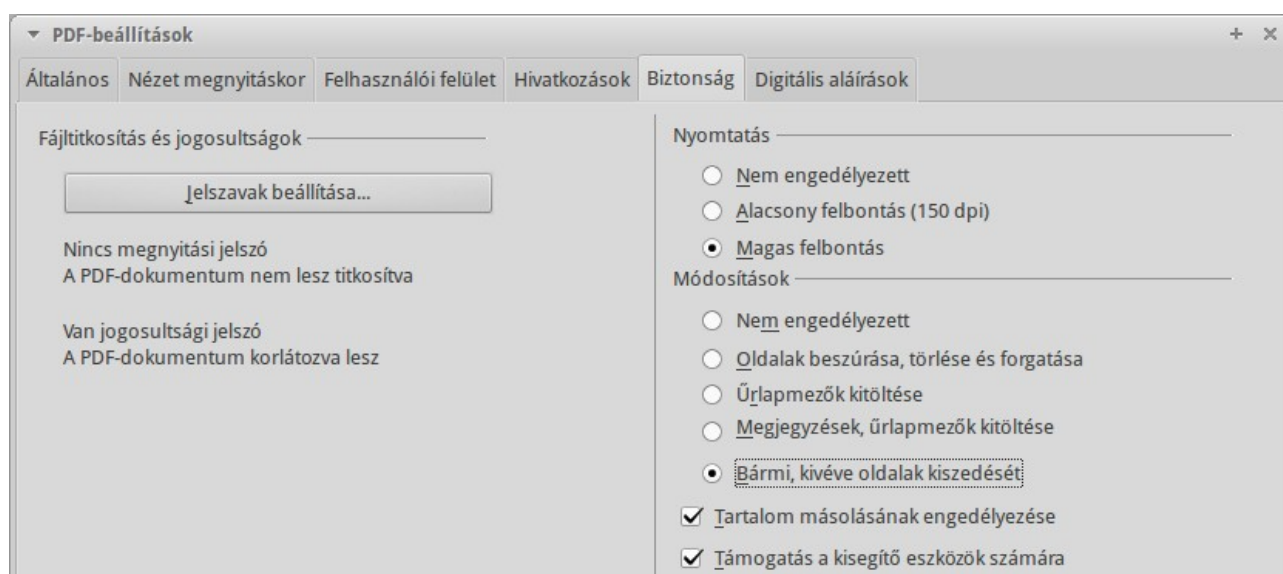 PDF-beállítások
Általános Nézet megnyitáskor Felhasználói felület Hivatkozások Biztonság Digitális aláírások
Fájltitkosítás és jogosultságok
Jelszavak beállítása...
Nincs megnyitási jelszó
A PDF-dokumentum nem lesz titkosítva
Van jogosultsági jelszó
A PDF-dokumentum korlátozva lesz
Nyomtatás
Nem engedélyezett
Alacsony felbontás (150 dpi)
Magas felbontás
Módosítások
Nem engedélyezett
Oldalak beszúrása, törlése és forgatása
Űrlapmezők kitöltése
Megjegyzések, űrlapmezők kitöltése
Bármi, kivéve oldalak kiszedését
Tartalom másolásának engedélyezése
Támogatás a kisegítő eszközök számára